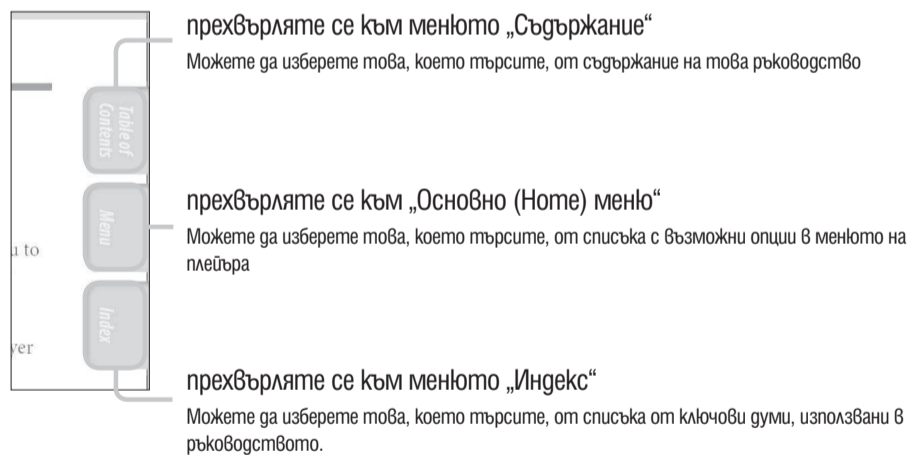 прехвърляте се към менюто „Съдържание“
Можете да изберете това, което търсите, от съдържание на това ръководство
Table of
Contents
прехвърляте се към „Основно (Home) меню“
Можете да изберете това, което търсите, от списъка с възможни опции в менюто на
плейъра
Menu
u to
Index
ver
прехвърляте се към менюто „Индекс“
Можете да изберете това, което търсите, от списъка от ключови думи, използвани в
ръководството.